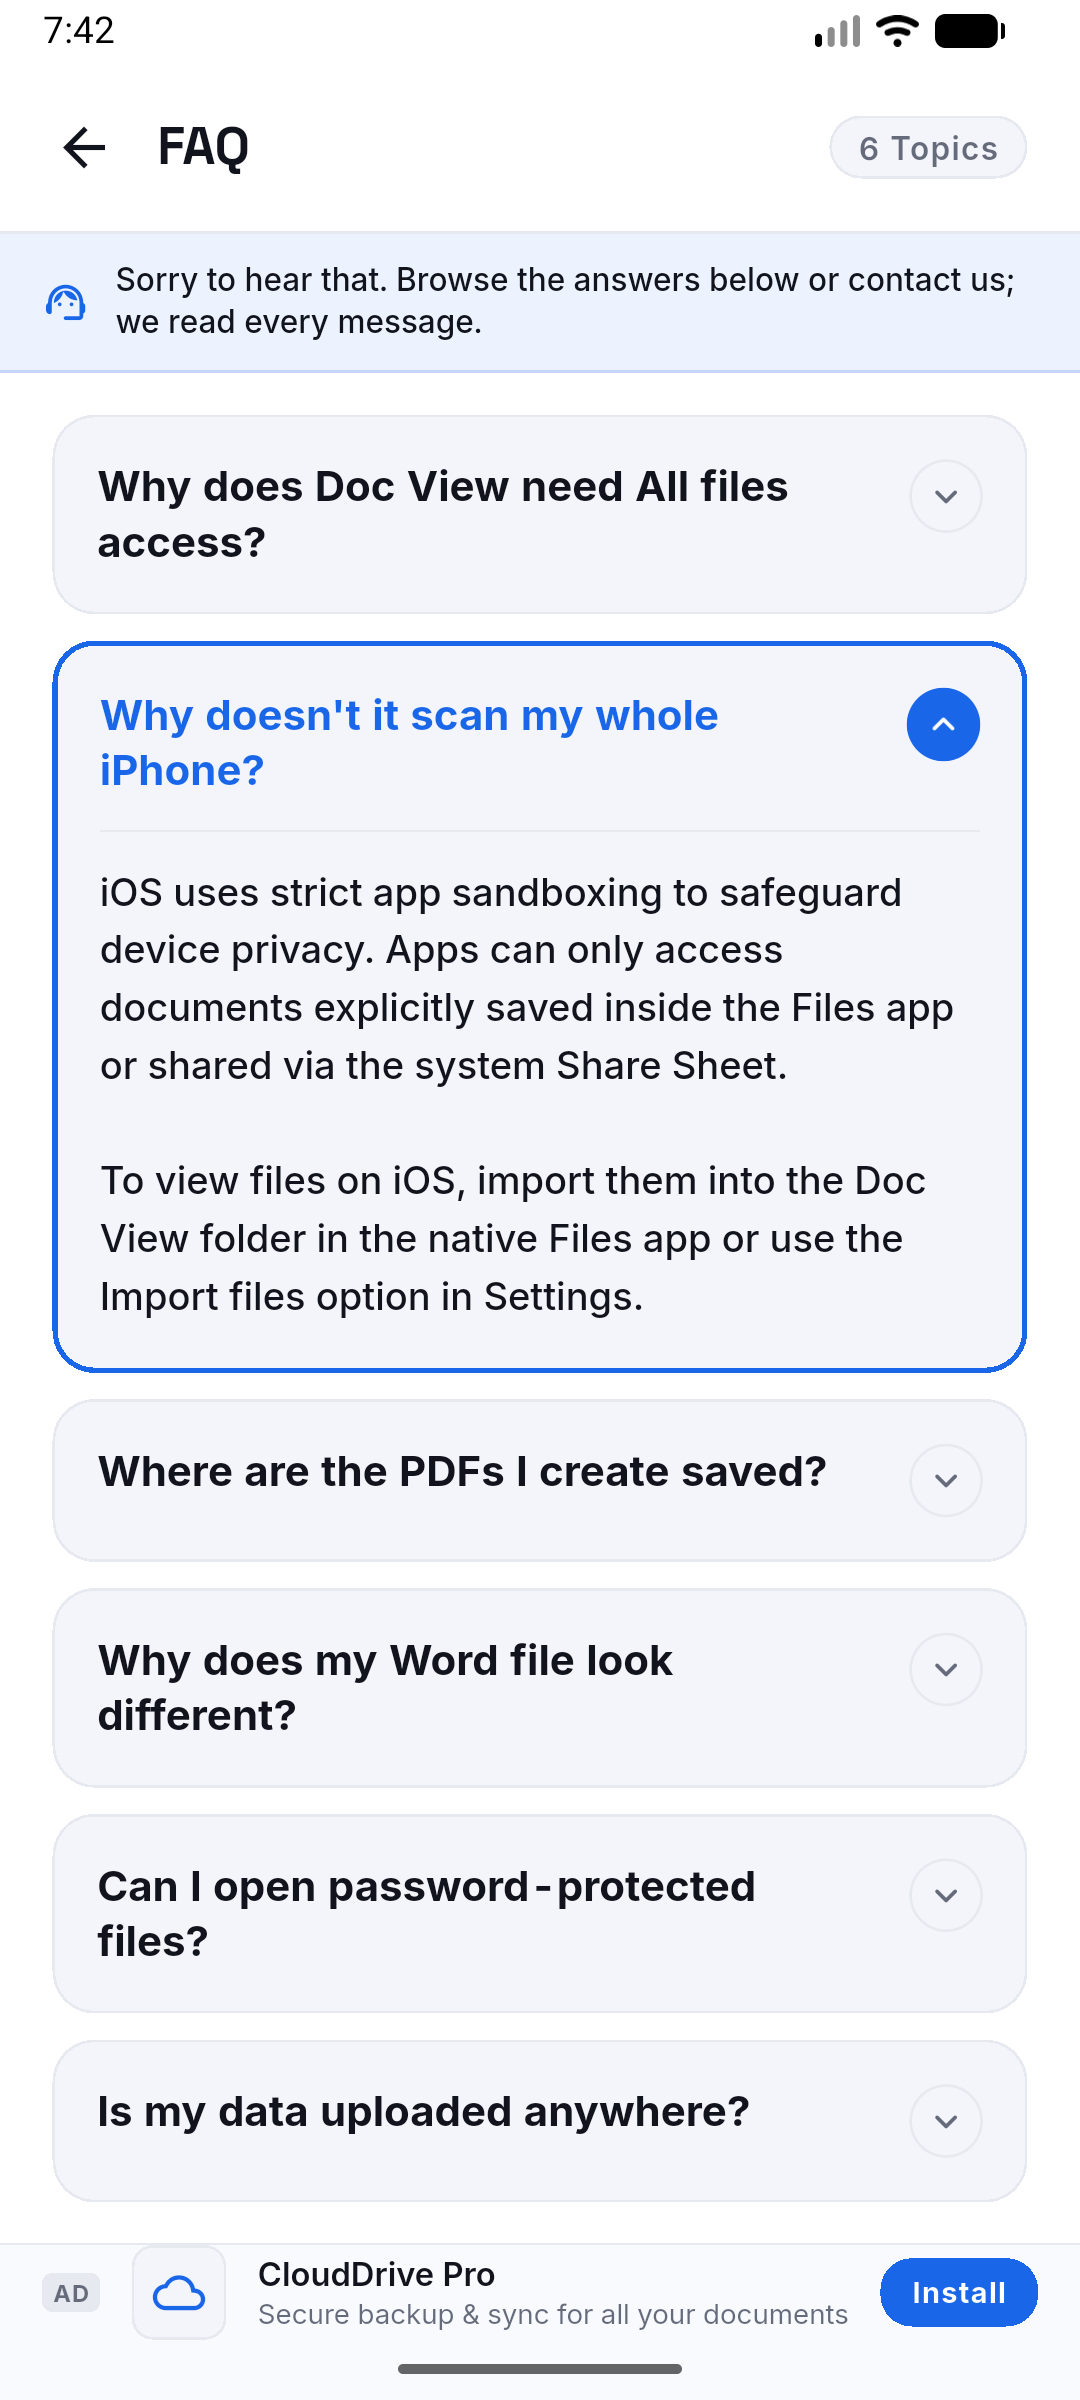 7:42
FAQ
6 Topics
Sorry to hear that. Browse the answers below or contact us;
we read every message.
Why does Doc View need All files
access?
Why doesn't it scan my whole
iPhone?
iOS uses strict app sandboxing to safeguard
device privacy. Apps can only access
documents explicitly saved inside the Files app
or shared via the system Share Sheet.
To view files on iOS, import them into the Doc
View folder in the native Files app or use the
Import files option in Settings.
Where are the PDFs I create saved?
Why does my Word file look
different?
Can I open password-protected
files?
Is my data uploaded anywhere?
AD
CloudDrive Pro
Secure backup & sync for all your documents
Install